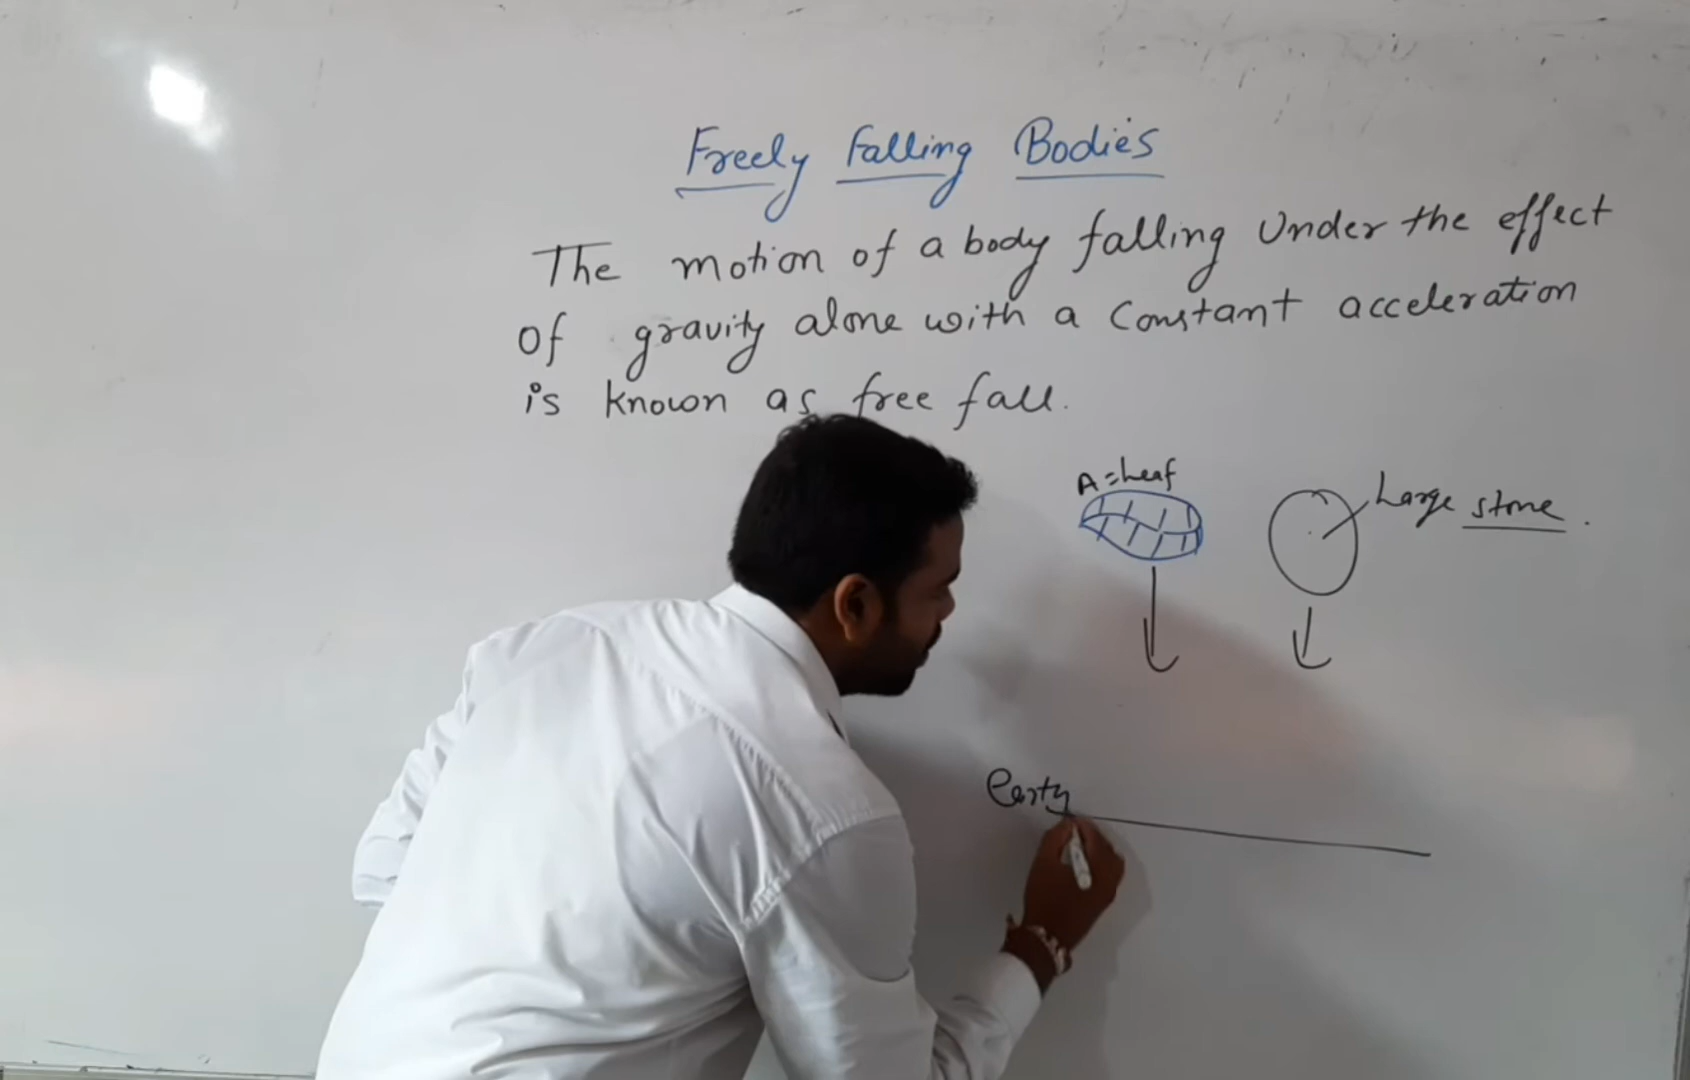 Freely Falling Bodies
The motion of a body falling Under the effect
of gravity alone with a Constant acceleration
is known as free fall.
A = Leaf
Large stone.